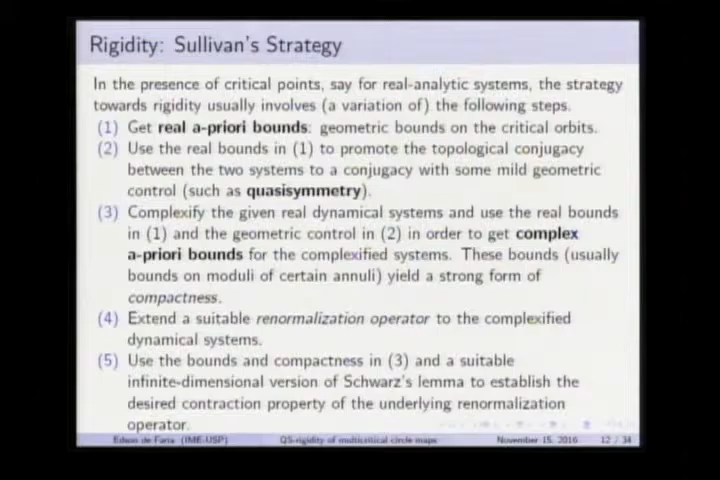 Rigidity: Sullivan's Strategy
In the presence of critical points, say for real-analytic systems, the strategy
towards rigidity usually involves (a variation of) the following steps.
(1) Get real a-priori bounds: geometric bounds on the critical orbits.
(2) Use the real bounds in (1) to promote the topological conjugacy
between the two systems to a conjugacy with some mild geometric
control (such as quasisymmetry).
(3) Complexify the given real dynamical systems and use the real bounds
in (1) and the geometric control in (2) in order to get complex
a-priori bounds for the complexified systems. These bounds (usually
bounds on moduli of certain annuli) yield a strong form of
compactness.
(4) Extend a suitable renormalization operator to the complexified
dynamical systems.
(5) Use the bounds and compactness in (3) and a suitable
infinite-dimensional version of Schwarz's lemma to establish the
desired contraction property of the underlying renormalization
operator.
Edson de Faria (IME-USP) QS-rigidity of multicritical circle maps November 15, 2016 12 / 34